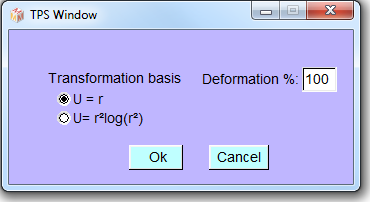 TPS Window
Transformation basis
Deformation %: 100
U = r
U= r²log(r²)
Ok Cancel